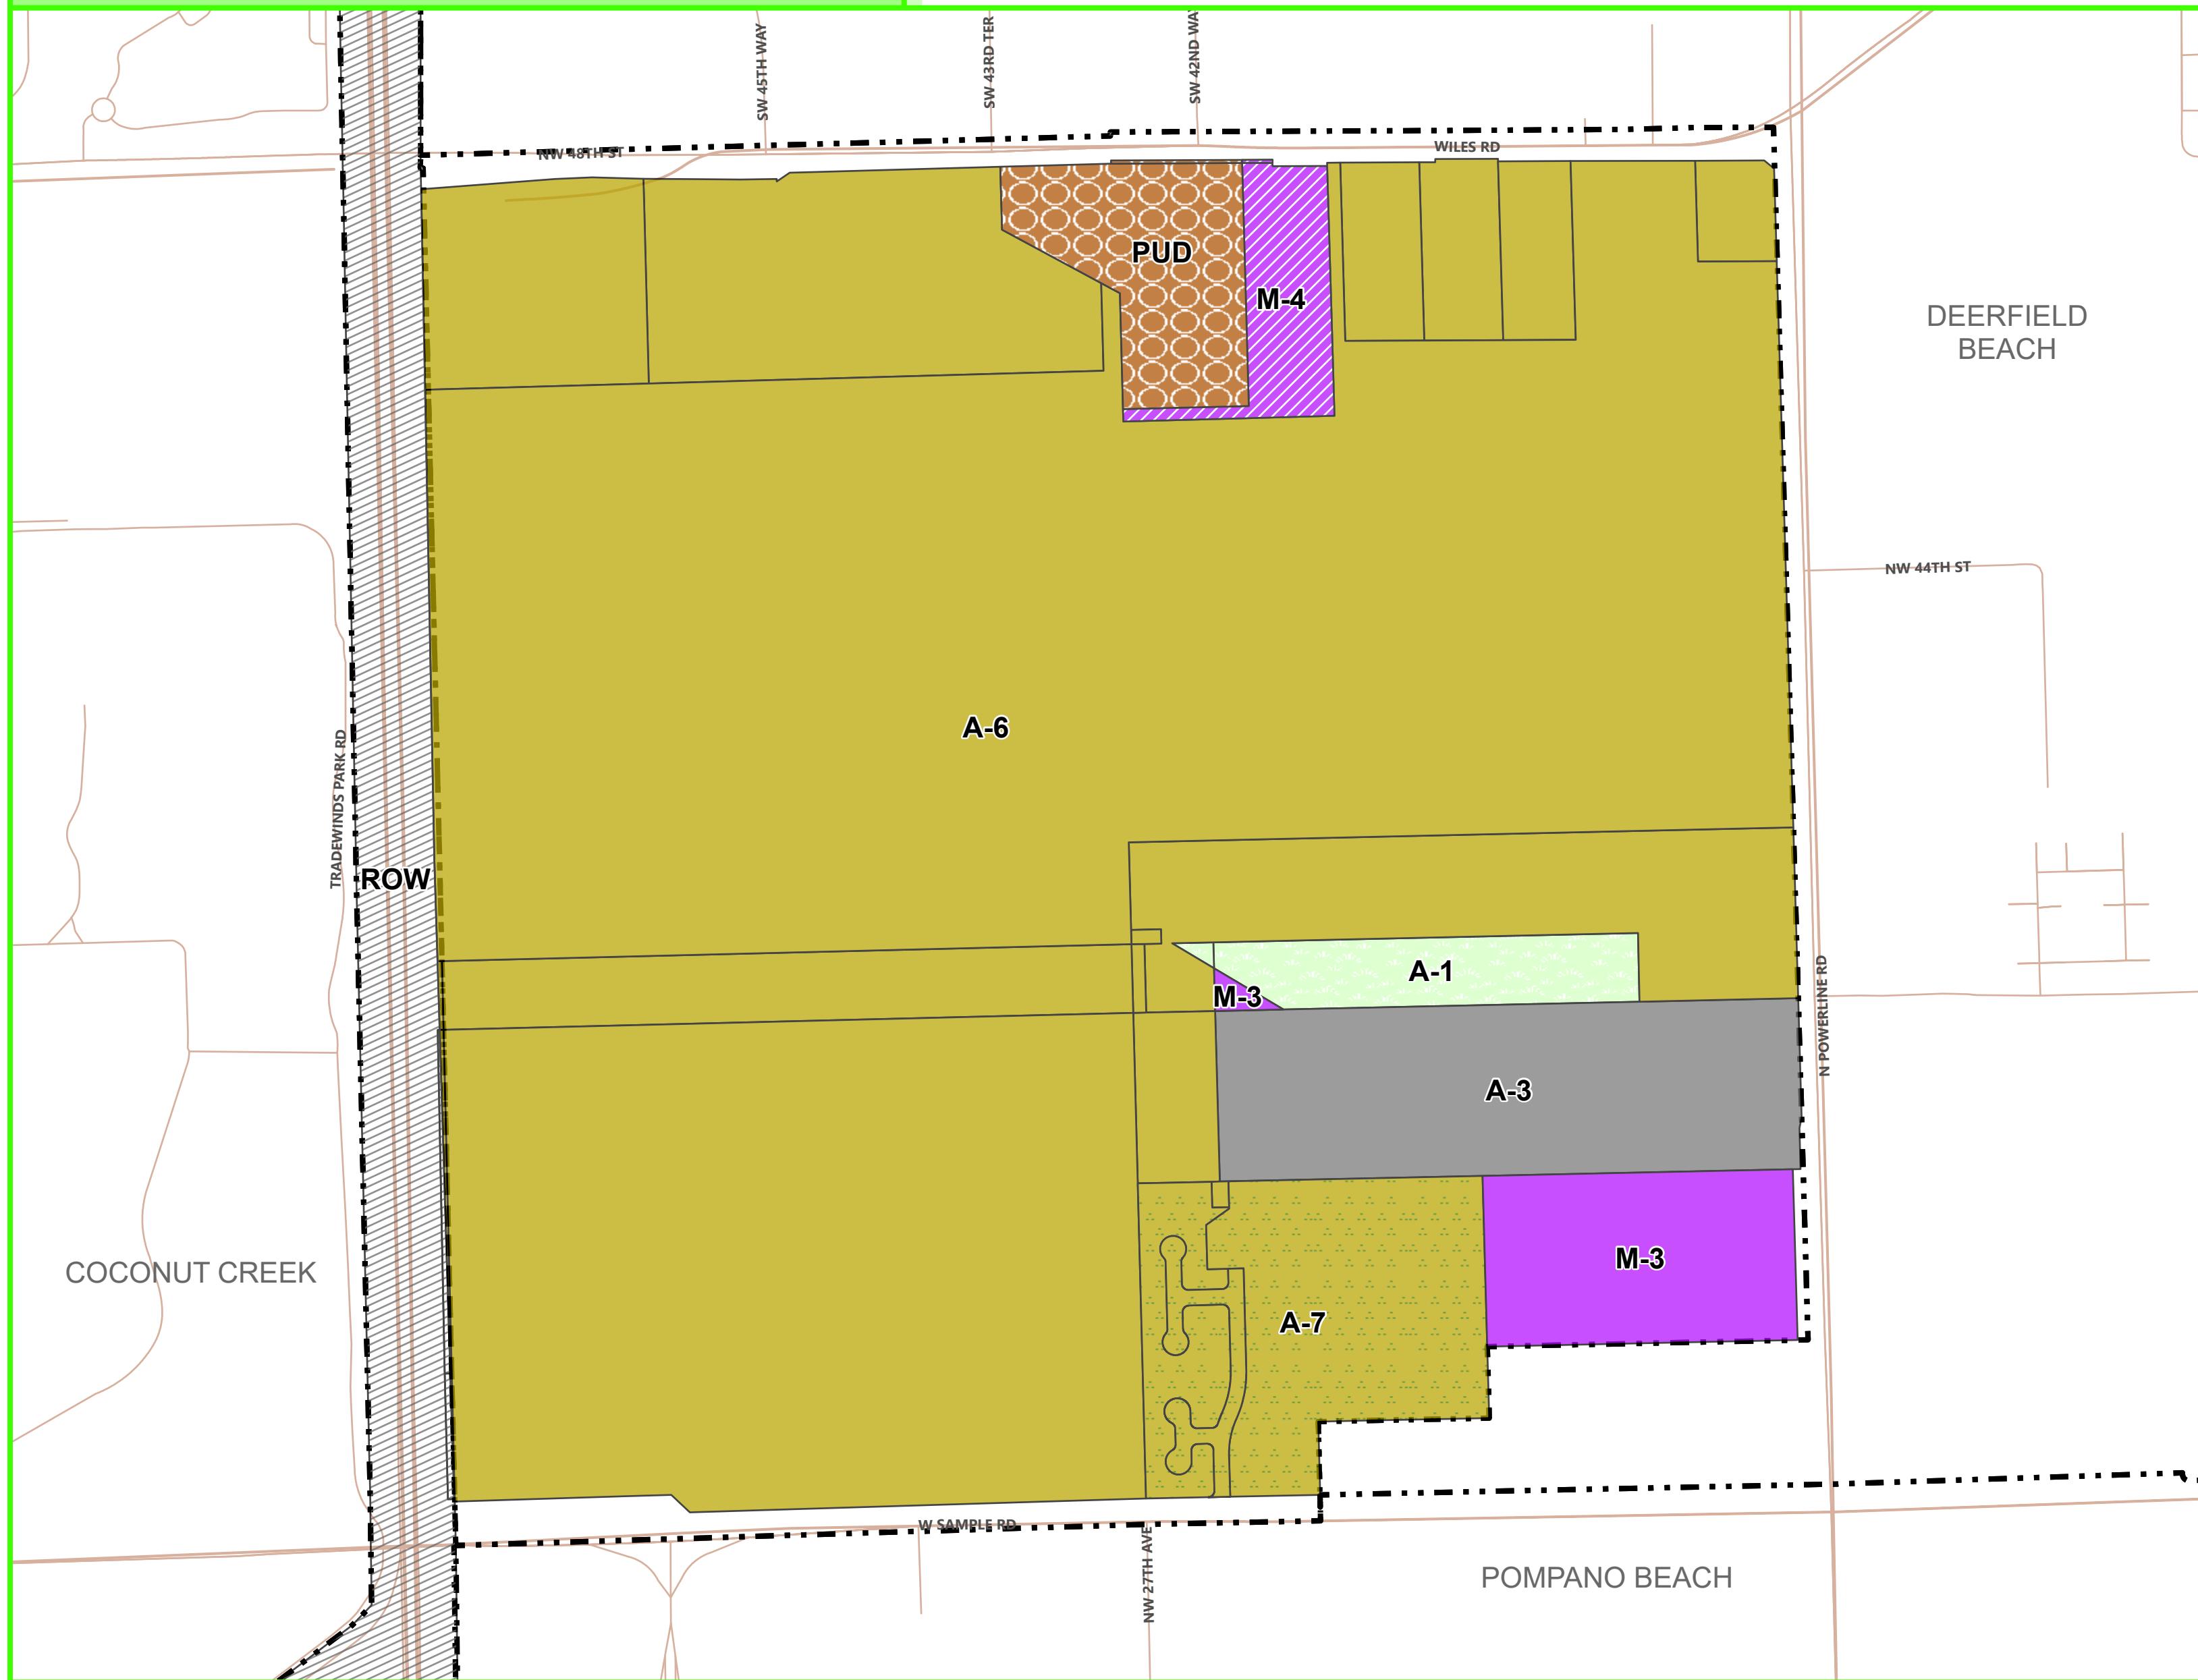 SW 45TH WAY
SW 43RD TER
SW 42ND WAY
NW 48TH ST
WILES RD
PUD
M-4
DEERFIELD
BEACH
NW 44TH ST
A-6
TRADEWINDS PARK RD
ROW
A-1
M-3
N POWERLINE RD
A-3
COCONUT CREEK
M-3
A-7
W SAMPLE RD
NW 27TH AVE
POMPANO BEACH